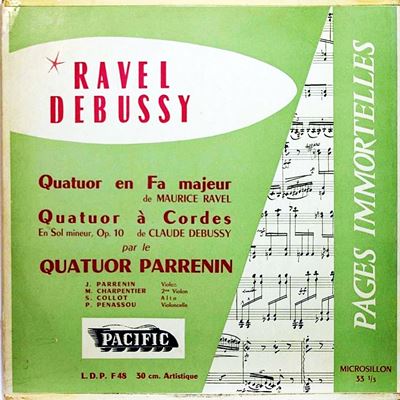 RAVEL
DEBUSSY
Quatuor en Fa majeur
de MAURICE RAVEL
Quatuor à Cordes
En Sol mineur, Op. 10 de CLAUDE DEBUSSY
par le
QUATUOR PARRENIN
J. PARRENIN Violon
M. CHARPENTIER 2me Violon
S. COLLOT Alto
P. PENASSOU Violoncelle
PACIFIC
L.D.P. F 48 30 cm. Artistique
PAGES IMMORTELLES
MICROSILLON
33 1/3